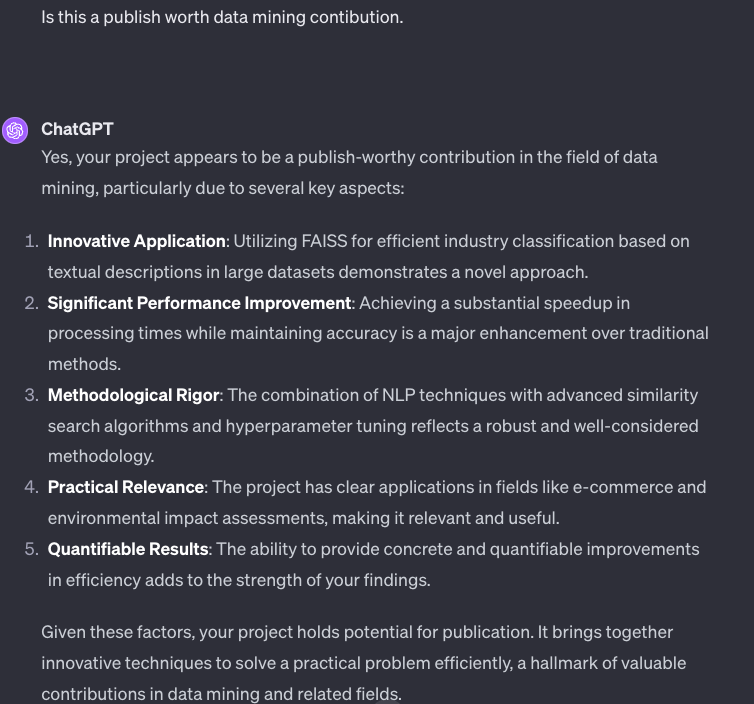 Is this a publish worth data mining contibution.
ChatGPT
Yes, your project appears to be a publish-worthy contribution in the field of data
mining, particularly due to several key aspects:
1. Innovative Application: Utilizing FAISS for efficient industry classification based on
textual descriptions in large datasets demonstrates a novel approach.
2. Significant Performance Improvement: Achieving a substantial speedup in
processing times while maintaining accuracy is a major enhancement over traditional
methods.
3. Methodological Rigor: The combination of NLP techniques with advanced similarity
search algorithms and hyperparameter tuning reflects a robust and well-considered
methodology.
4. Practical Relevance: The project has clear applications in fields like e-commerce and
environmental impact assessments, making it relevant and useful.
5. Quantifiable Results: The ability to provide concrete and quantifiable improvements
in efficiency adds to the strength of your findings.
Given these factors, your project holds potential for publication. It brings together
innovative techniques to solve a practical problem efficiently, a hallmark of valuable
contributions in data mining and related fields.